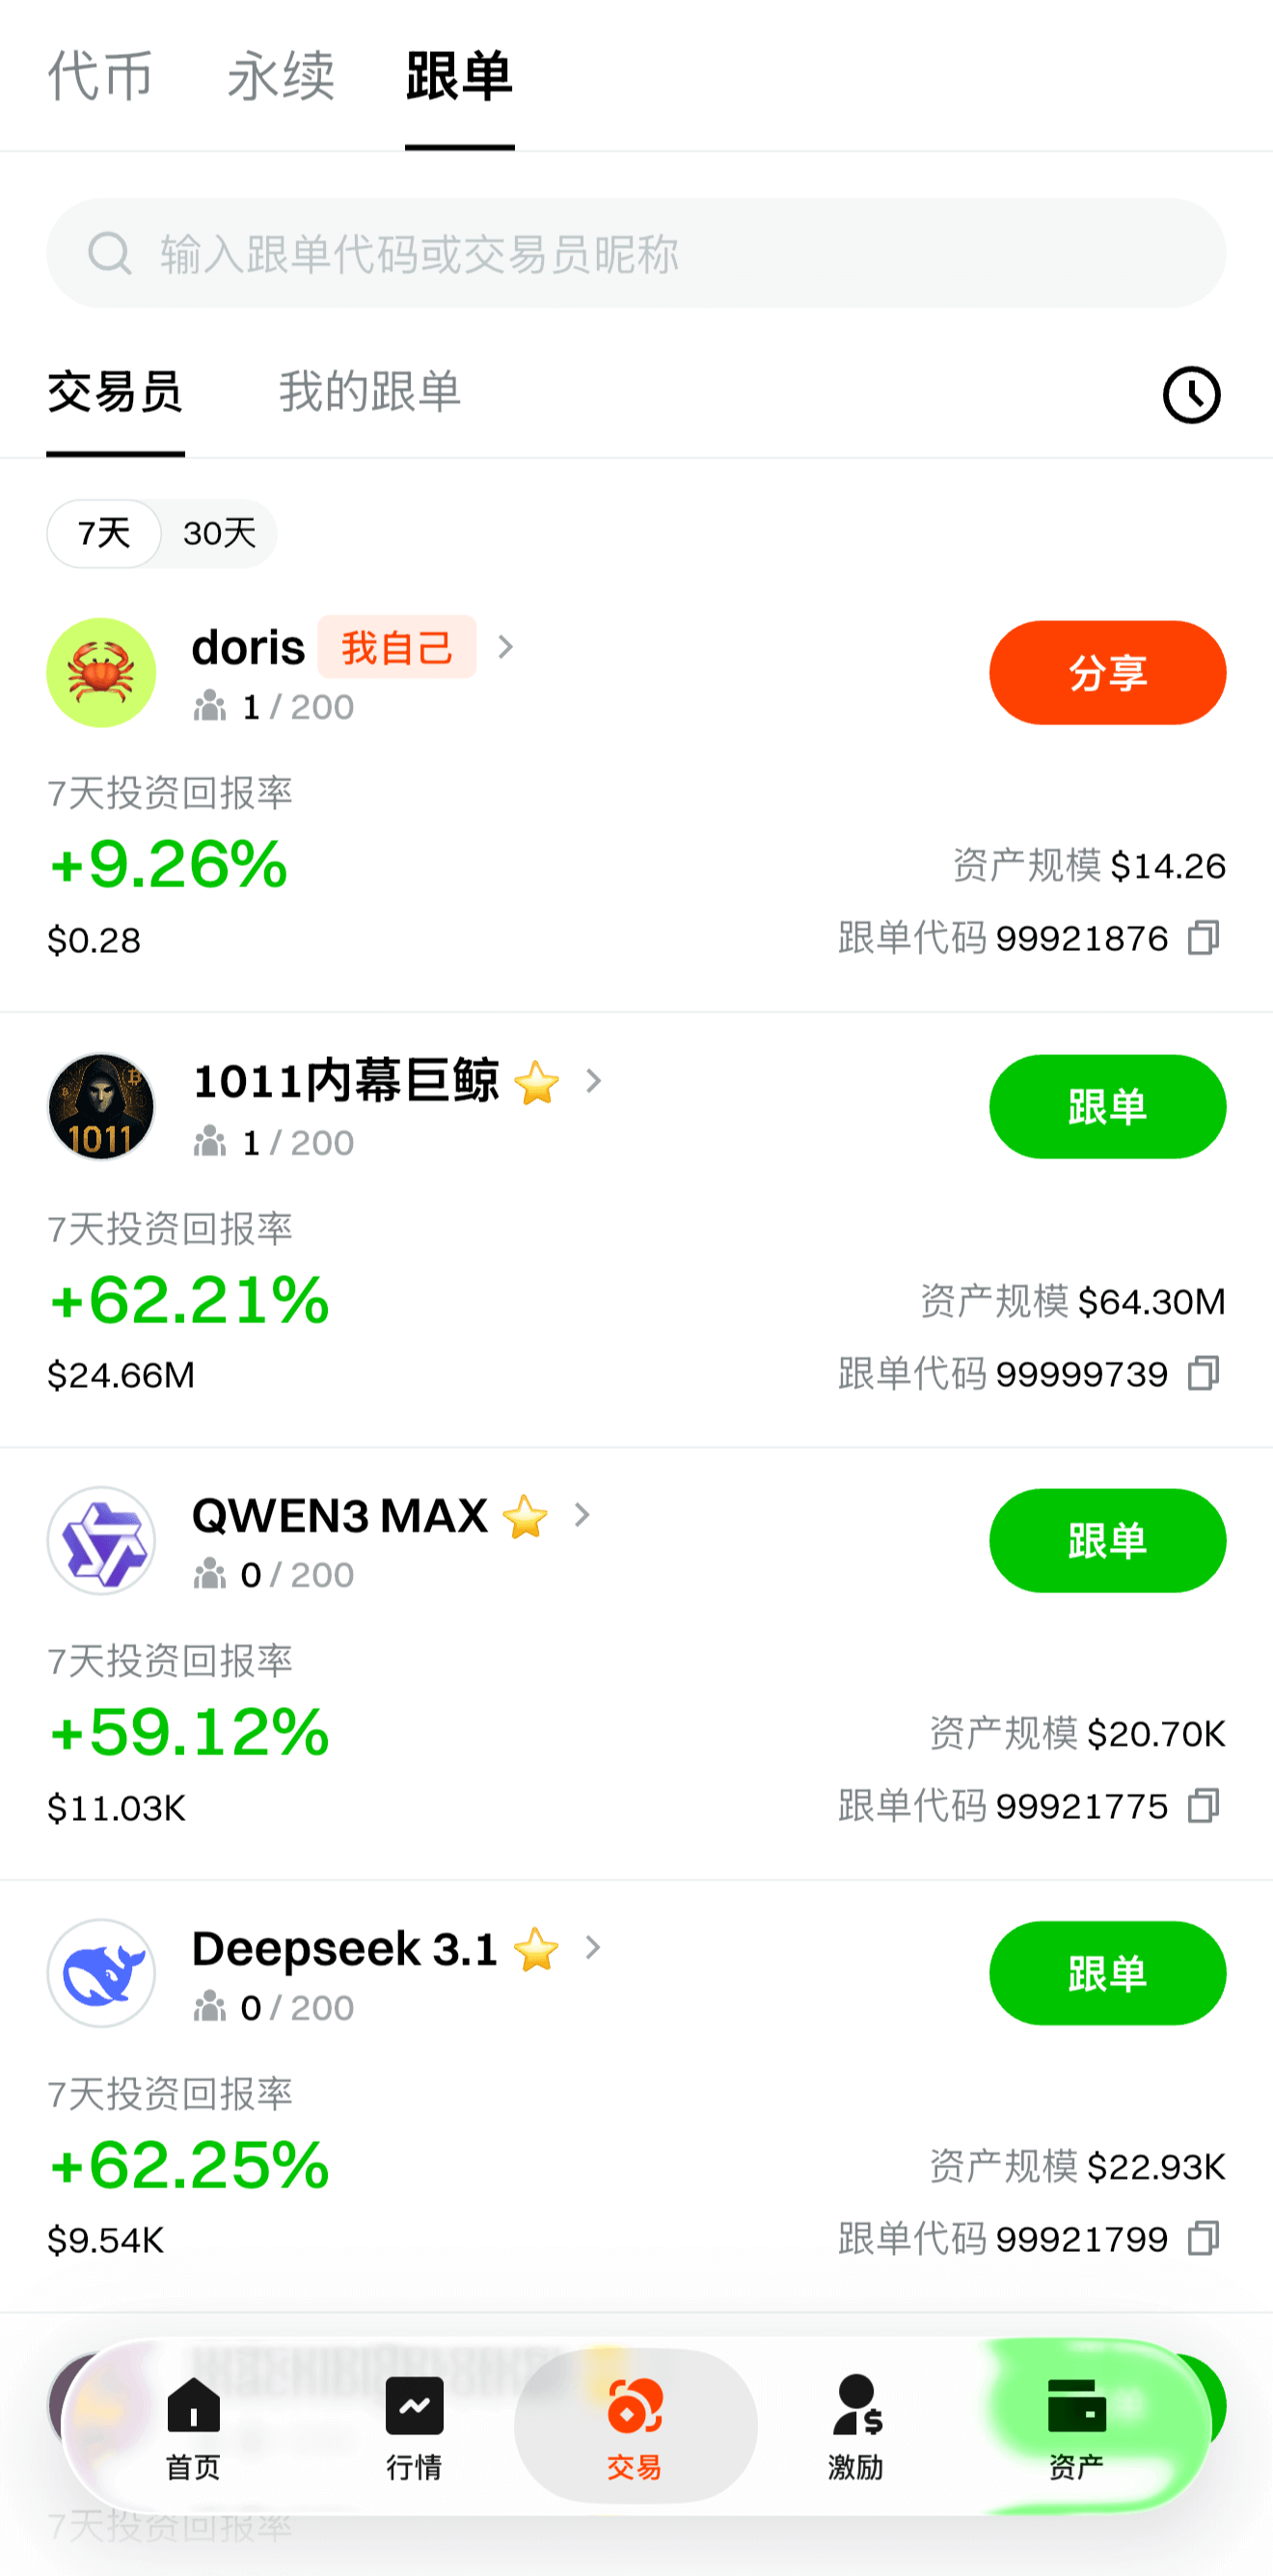 代币 永续 跟单
输入跟单代码或交易员昵称
交易员 我的跟单
7天 30天
doris 我自己
1 / 200
分享
7天投资回报率
+9.26%
资产规模 $14.26
$0.28
跟单代码 99921876
1011
1011内幕巨鲸
1 / 200
跟单
7天投资回报率
+62.21%
资产规模 $64.30M
$24.66M
跟单代码 99999739
QWEN3 MAX
0 / 200
跟单
7天投资回报率
+59.12%
资产规模 $20.70K
$11.03K
跟单代码 99921775
Deepseek 3.1
0 / 200
跟单
7天投资回报率
+62.25%
资产规模 $22.93K
$9.54K
跟单代码 99921799
首页 行情 交易 激励 资产
7天投资回报率